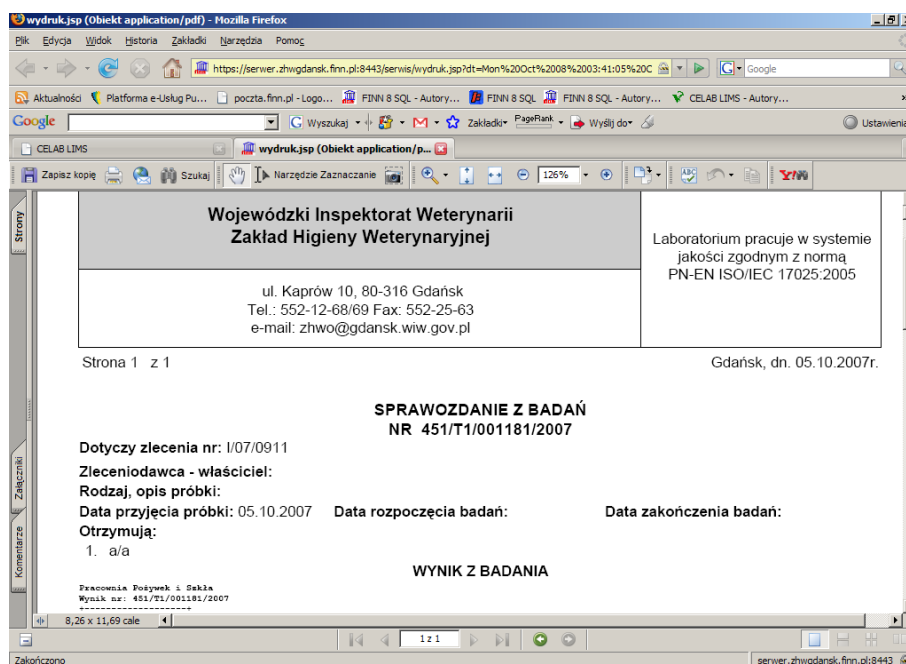 wydruk.jsp (Obiekt application/pdf) - Mozilla Firefox
Plik Edycja Widok Historia Zakładki Narzędzia Pomoc
https://serwer.zhwgdansk.finn.pl:8443/serwis/wydruk.jsp?dt=Mon%20Oct%2008%2003:41:05%20C
Google
Aktualności Platforma e-Usług Pu... poczta.finn.pl - Logo... FINN 8 SQL - Autory... FINN 8 SQL FINN 8 SQL - Autory... CELAB LIMS - Autory...
Google Wyszukaj Zakładki PageRank Wyślij do Ustawienia
CELAB LIMS wydruk.jsp (Obiekt application/p...
Zapisz kopię Szukaj Narzędzie Zaznaczanie 126%
Strony
Wojewódzki Inspektorat Weterynarii
Zakład Higieny Weterynaryjnej
Laboratorium pracuje w systemie
jakości zgodnym z normą
PN-EN ISO/IEC 17025:2005
ul. Kaprów 10, 80-316 Gdańsk
Tel.: 552-12-68/69 Fax: 552-25-63
e-mail: zhwo@gdansk.wiw.gov.pl
Strona 1 z 1 Gdańsk, dn. 05.10.2007r.
SPRAWOZDANIE Z BADAŃ
NR 451/T1/001181/2007
Dotyczy zlecenia nr: I/07/0911
Załączniki
Zleceniodawca - właściciel:
Rodzaj, opis próbki:
Data przyjęcia próbki: 05.10.2007 Data rozpoczęcia badań: Data zakończenia badań:
Otrzymują:
1. a/a
Komentarze
WYNIK Z BADANIA
Pracownia Pożywek i Szkła
Wynik nr: 451/T1/001181/2007
+-------------------+
8,26 x 11,69 cale
1 z 1
Zakończono serwer.zhwgdansk.finn.pl:8443